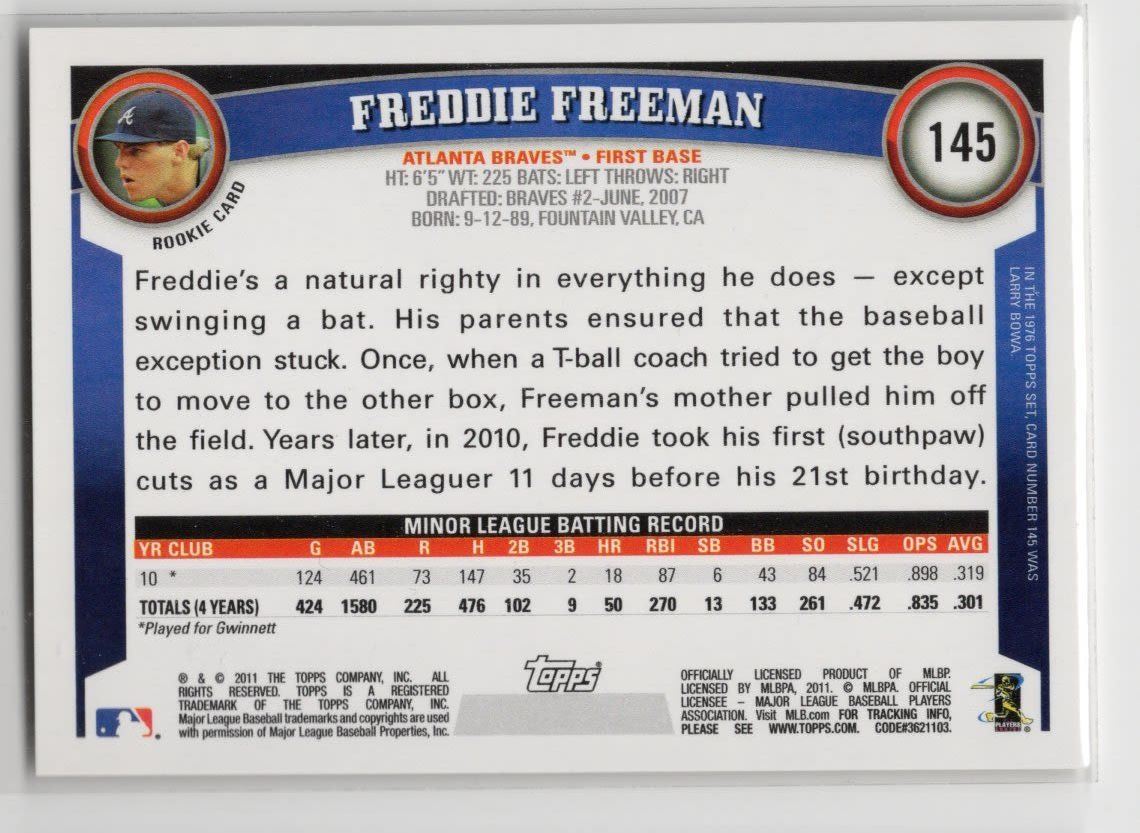 FREDDIE FREEMAN
145
ATLANTA BRAVES™ • FIRST BASE
HT: 6'5" WT: 225 BATS: LEFT THROWS: RIGHT
DRAFTED: BRAVES #2-JUNE, 2007
BORN: 9-12-89, FOUNTAIN VALLEY, CA
A
ROOKIE CARD
Freddie's a natural righty in everything he does — except
swinging a bat. His parents ensured that the baseball
exception stuck. Once, when a T-ball coach tried to get the boy
to move to the other box, Freeman's mother pulled him off
the field. Years later, in 2010, Freddie took his first (southpaw)
cuts as a Major Leaguer 11 days before his 21st birthday.
IN THE 1976 TOPPS SET, CARD NUMBER 145 WAS
LARRY BOWA.
MINOR LEAGUE BATTING RECORD
YR CLUB G AB R H 2B 3B HR RBI SB BB SO SLG OPS AVG
10 * 124 461 73 147 35 2 18 87 6 43 84 .521 .898 .319
TOTALS (4 YEARS) 424 1580 225 476 102 9 50 270 13 133 261 .472 .835 .301
*Played for Gwinnett
® & © 2011 THE TOPPS COMPANY, INC. ALL
RIGHTS RESERVED. TOPPS IS A REGISTERED
TRADEMARK OF THE TOPPS COMPANY, INC.
Major League Baseball trademarks and copyrights are used
with permission of Major League Baseball Properties, Inc.
Topps®
OFFICIALLY LICENSED PRODUCT OF MLBP.
LICENSED BY MLBPA, 2011. © MLBPA. OFFICIAL
LICENSEE – MAJOR LEAGUE BASEBALL PLAYERS
ASSOCIATION. Visit MLB.com FOR TRACKING INFO,
PLEASE SEE WWW.TOPPS.COM. CODE#3621103.
PLAYERS